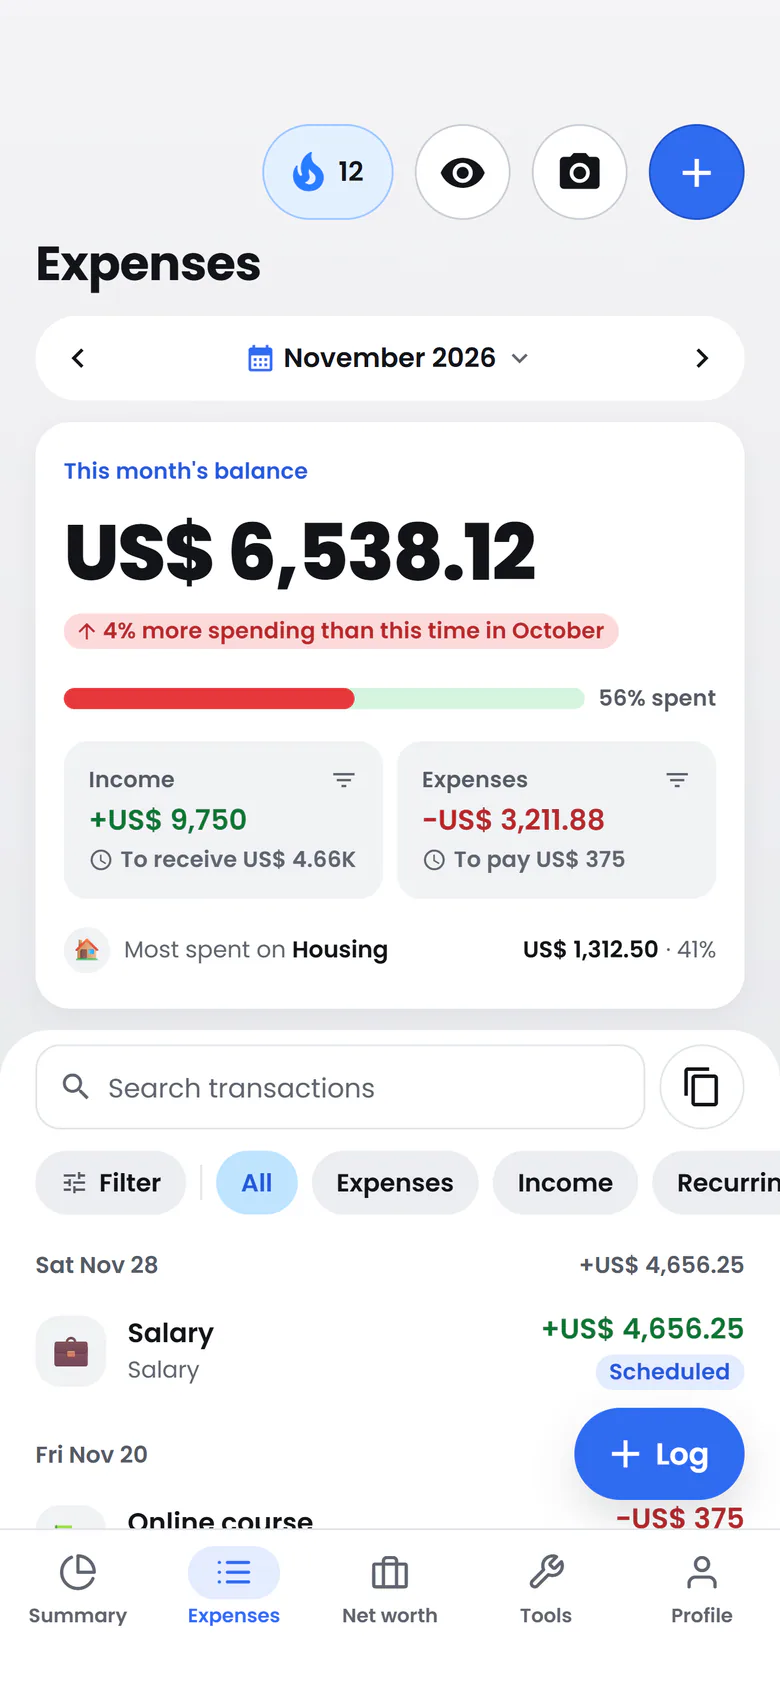 12
Expenses
November 2026
This month's balance
US$ 6,538.12
↑ 4% more spending than this time in October
56% spent
Income
+US$ 9,750
To receive US$ 4.66K
Expenses
−US$ 3,211.88
To pay US$ 375
Most spent on Housing
US$ 1,312.50 · 41%
Search transactions
Filter
All
Expenses
Income
Recurrin
Sat Nov 28
+US$ 4,656.25
Salary
+US$ 4,656.25
Salary
Scheduled
Fri Nov 20
+ Log
Online course
−US$ 375
Summary
Expenses
Net worth
Tools
Profile